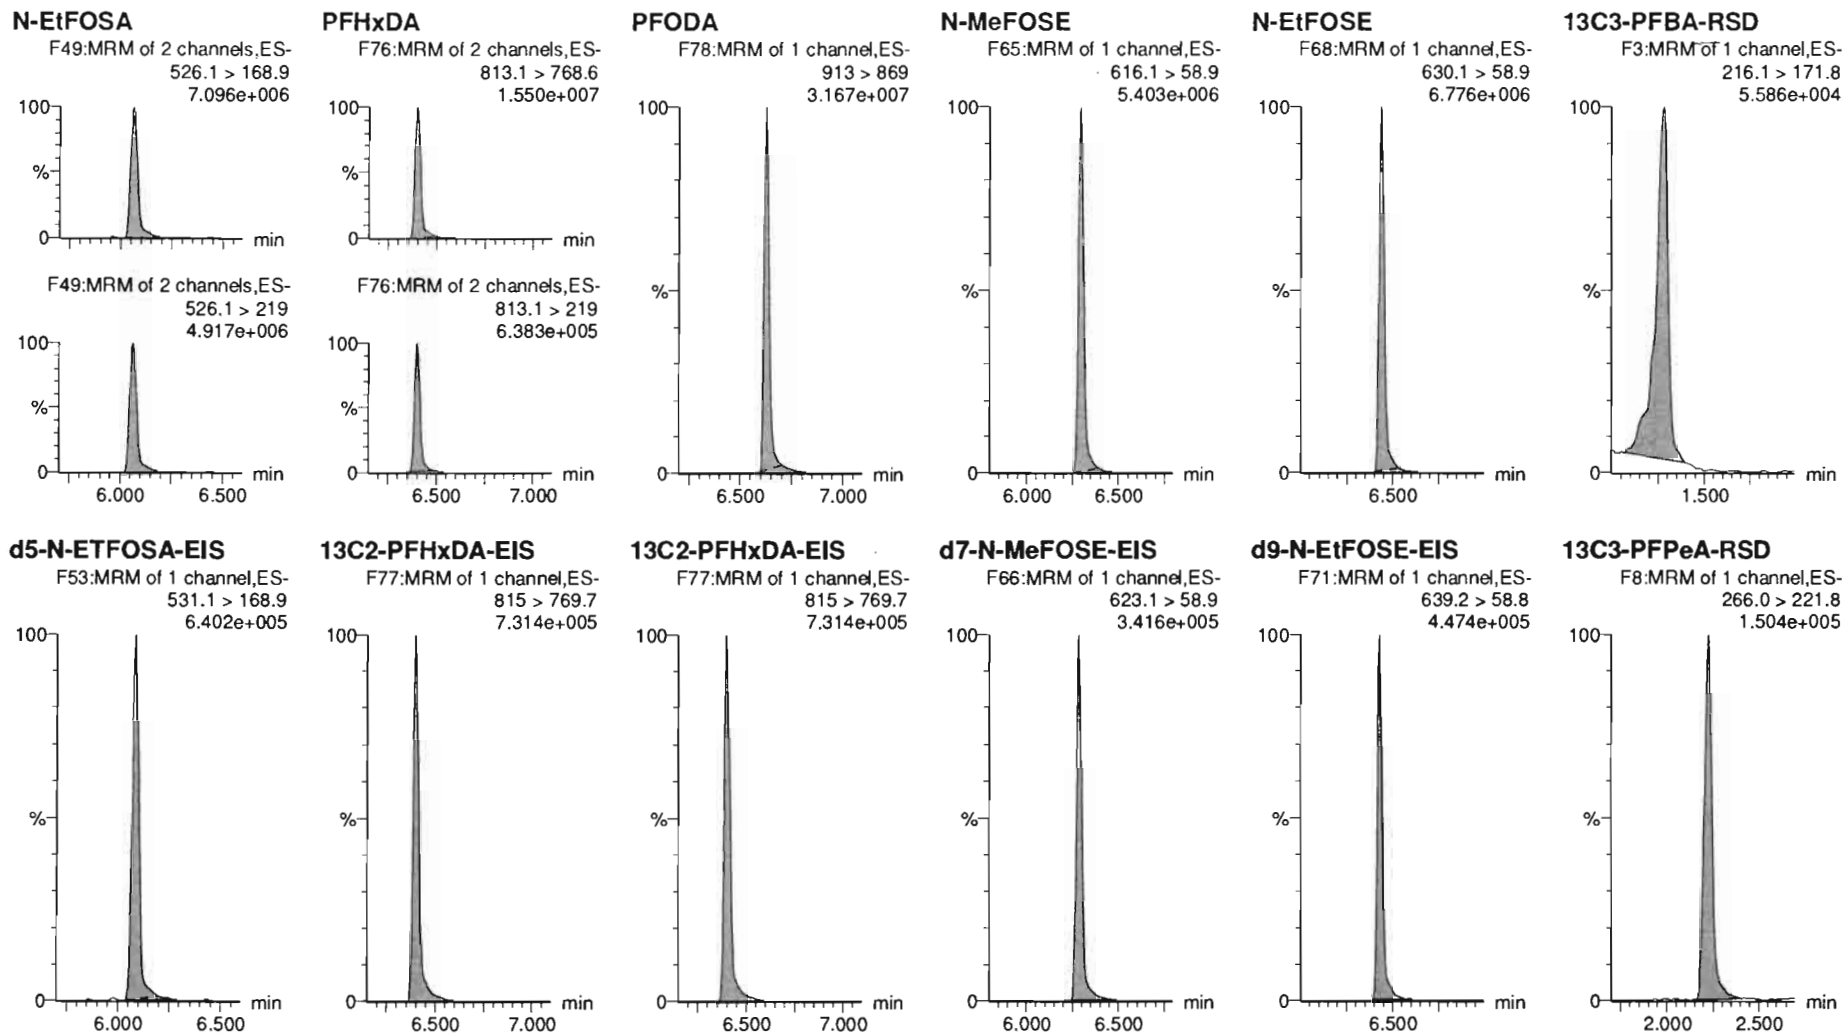 N-EtFOSA
F49:MRM of 2 channels,ES-
526.1 > 168.9
7.096e+006
100
%
0
min
6.000 6.500
F49:MRM of 2 channels,ES-
526.1 > 219
4.917e+006
100
%
0
min
6.000 6.500
PFHxDA
F76:MRM of 2 channels,ES-
813.1 > 768.6
1.550e+007
100
%
0
min
6.500 7.000
F76:MRM of 2 channels,ES-
813.1 > 219
6.383e+005
100
%
0
min
6.500 7.000
PFODA
F78:MRM of 1 channel,ES-
913 > 869
3.167e+007
100
%
0
min
6.500 7.000
N-MeFOSE
F65:MRM of 1 channel,ES-
616.1 > 58.9
5.403e+006
100
%
0
min
6.000 6.500
N-EtFOSE
F68:MRM of 1 channel,ES-
630.1 > 58.9
6.776e+006
100
%
0
min
6.500
13C3-PFBA-RSD
F3:MRM of 1 channel,ES-
216.1 > 171.8
5.586e+004
100
%
0
min
1.500
d5-N-ETFOSA-EIS
F53:MRM of 1 channel,ES-
531.1 > 168.9
6.402e+005
100
%
0
min
6.000 6.500
13C2-PFHxDA-EIS
F77:MRM of 1 channel,ES-
815 > 769.7
7.314e+005
100
%
0
min
6.500 7.000
13C2-PFHxDA-EIS
F77:MRM of 1 channel,ES-
815 > 769.7
7.314e+005
100
%
0
min
6.500 7.000
d7-N-MeFOSE-EIS
F66:MRM of 1 channel,ES-
623.1 > 58.9
3.416e+005
100
%
0
min
6.000 6.500
d9-N-EtFOSE-EIS
F71:MRM of 1 channel,ES-
639.2 > 58.8
4.474e+005
100
%
0
min
6.500
13C3-PFPeA-RSD
F8:MRM of 1 channel,ES-
266.0 > 221.8
1.504e+005
100
%
0
min
2.000 2.500